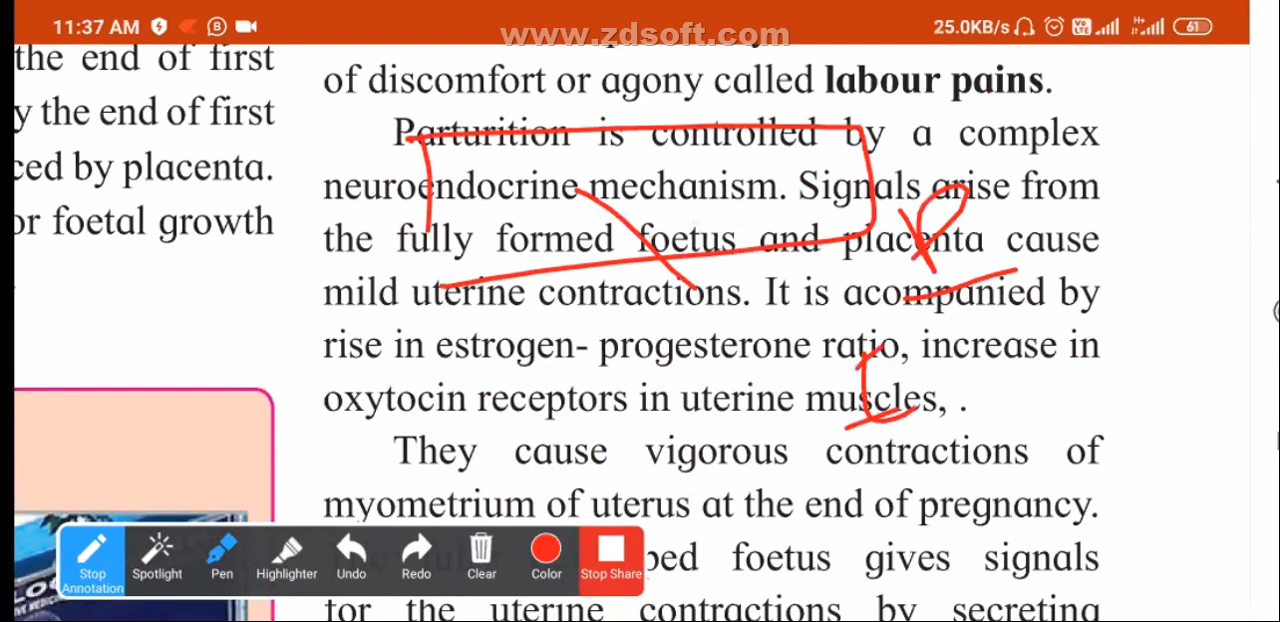 11:37 AM
25.0KB/s
61
www.zdsoft.com
the end of first
y the end of first
ced by placenta.
or foetal growth
of discomfort or agony called labour pains.
Parturition is controlled by a complex
neuroendocrine mechanism. Signals arise from
the fully formed foetus and placenta cause
mild uterine contractions. It is acompanied by
rise in estrogen- progesterone ratio, increase in
oxytocin receptors in uterine muscles, .
They cause vigorous contractions of
myometrium of uterus at the end of pregnancy.
ped foetus gives signals
for the uterine contractions by secreting
Stop Annotation
Spotlight
Pen
Highlighter
Undo
Redo
Clear
Color
Stop Share